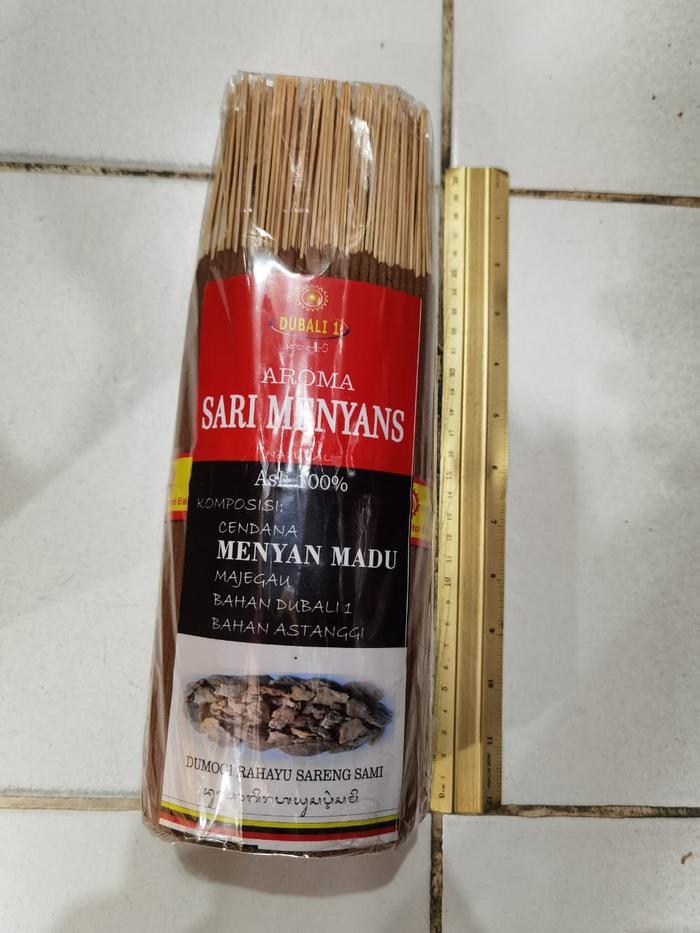 DUBALI 1
AROMA
SARI MENYANS
NATURAL
Asli 100%
KOMPOSISI:
CENDANA
MENYAN MADU
MAJEGAU
BAHAN DUBALI 1
BAHAN ASTANGGI
DUMOGI RAHAYU SARENG SAMI